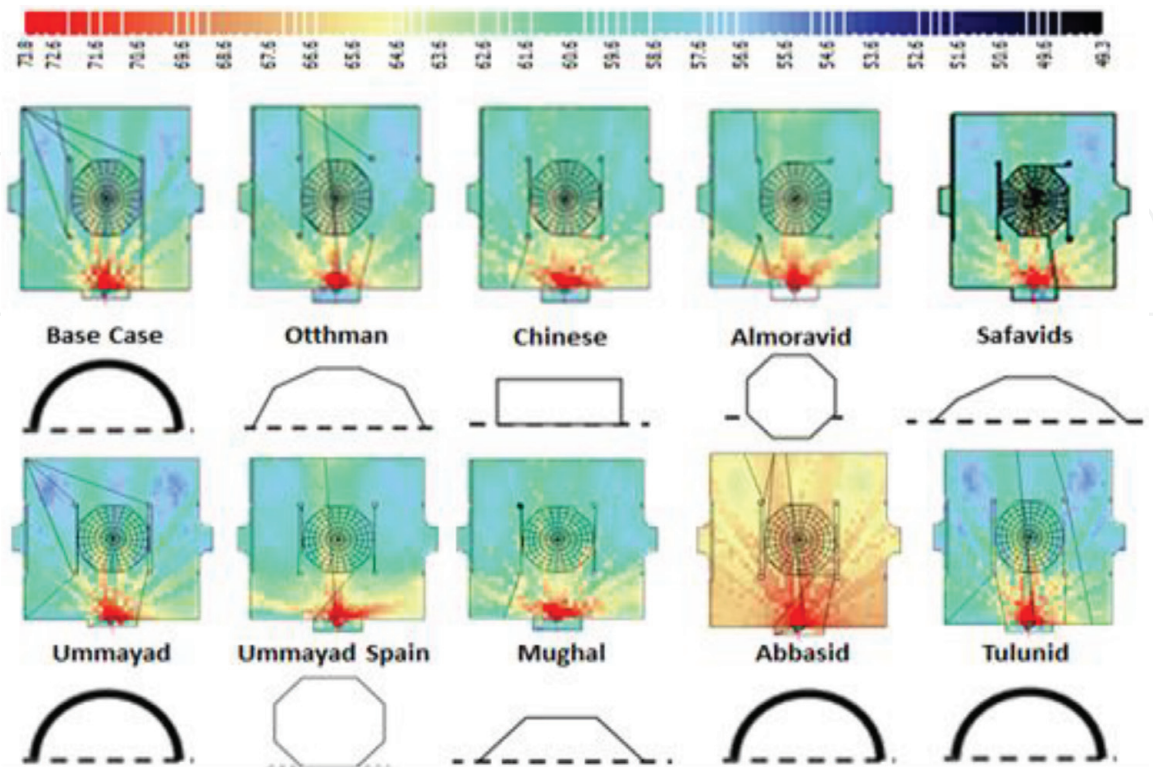 73.8 72.6 71.6 70.6 69.6 68.6 67.6 66.6 65.6 64.6 63.6 62.6 61.6 60.6 59.6 58.6 57.6 56.6 55.6 54.6 53.6 52.6 51.6 50.6 49.6 49.3
Base Case Otthman Chinese Almoravid Safavids
Ummayad Ummayad Spain Mughal Abbasid Tulunid